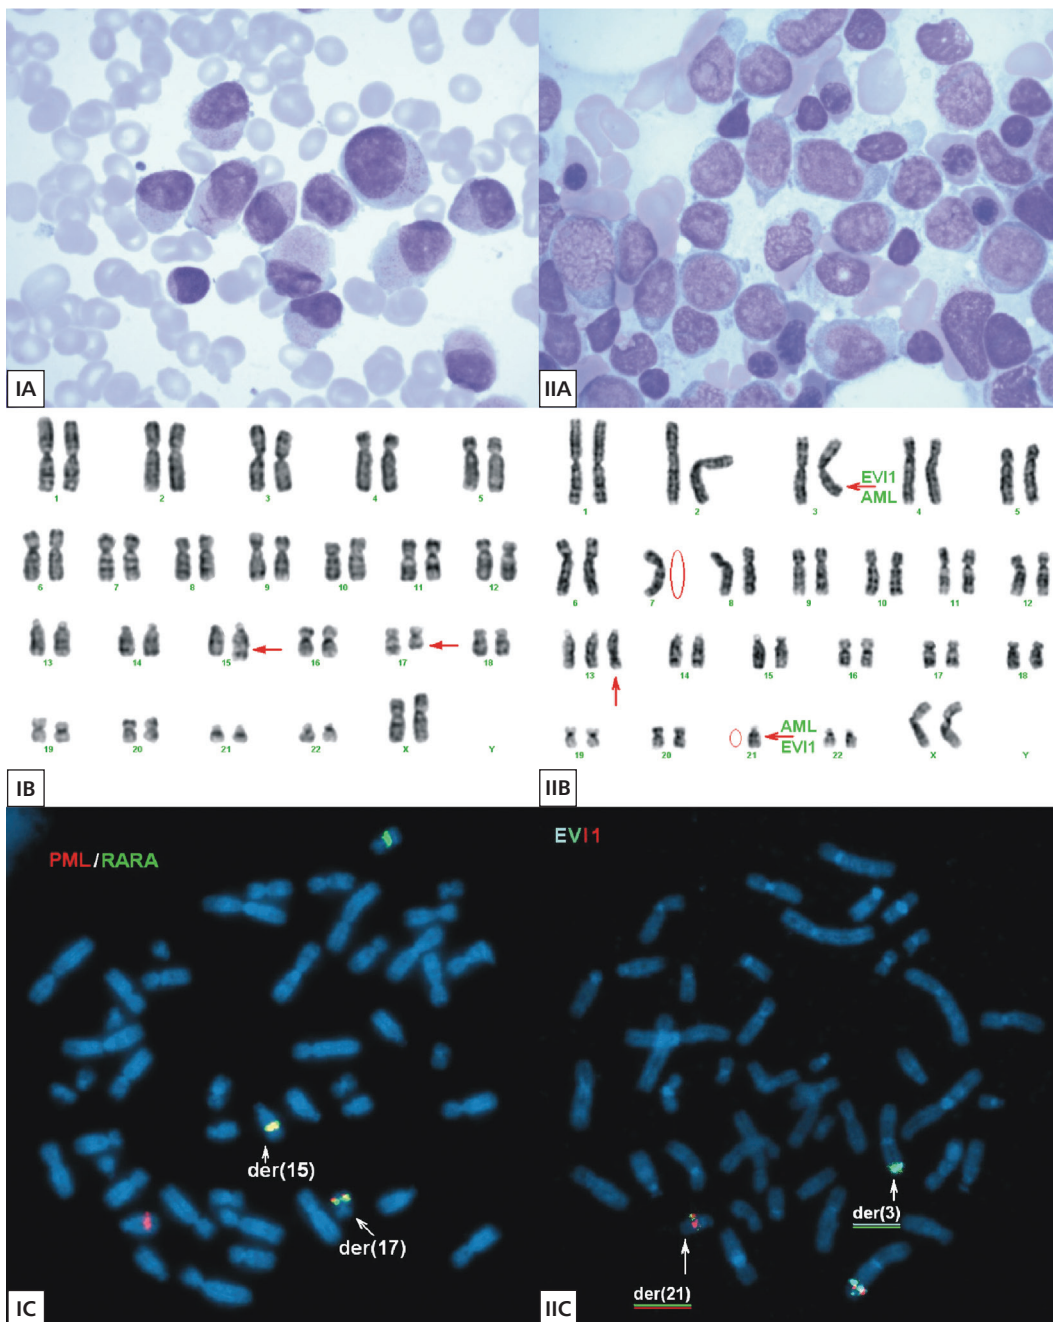 IA
IIA
1 2 3 4 5
6 7 8 9 10 11 12
13 14 15 16 17 18
19 20 21 22 X Y
IB
EVI1
AML
1 2 3 4 5
6 7 8 9 10 11 12
13 14 15 16 17 18
AML
EVI1
19 20 21 22 X Y
IIB
PML/RARA
der(15)
der(17)
IC
EVI1
der(3)
der(21)
IIC